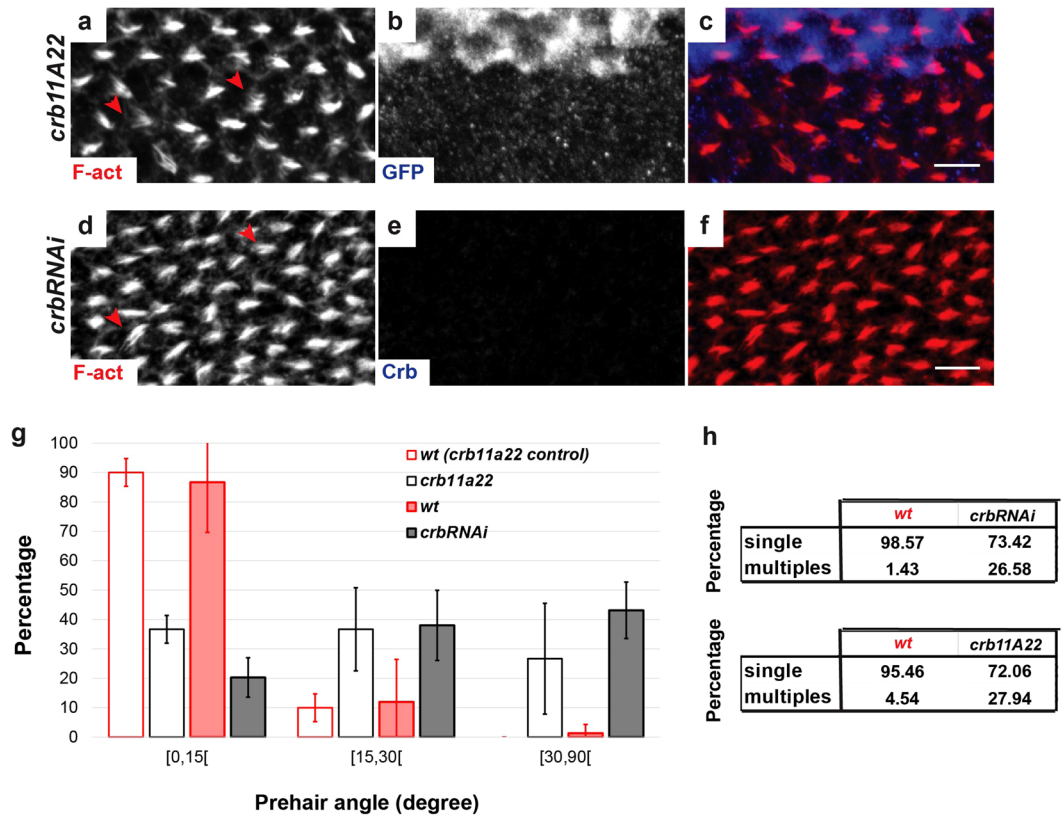 a
b
c
crb11A22
F-act
GFP
d
e
f
crbRNAi
F-act
Crb
g
h
100
90
80
70
60
50
40
30
20
10
0
Percentage
wt (crb11a22 control)
crb11a22
wt
crbRNAi
[0,15[
[15,30[
[30,90[
Prehair angle (degree)
Percentage
wt crbRNAi
single 98.57 73.42
multiples 1.43 26.58
Percentage
wt crb11A22
single 95.46 72.06
multiples 4.54 27.94